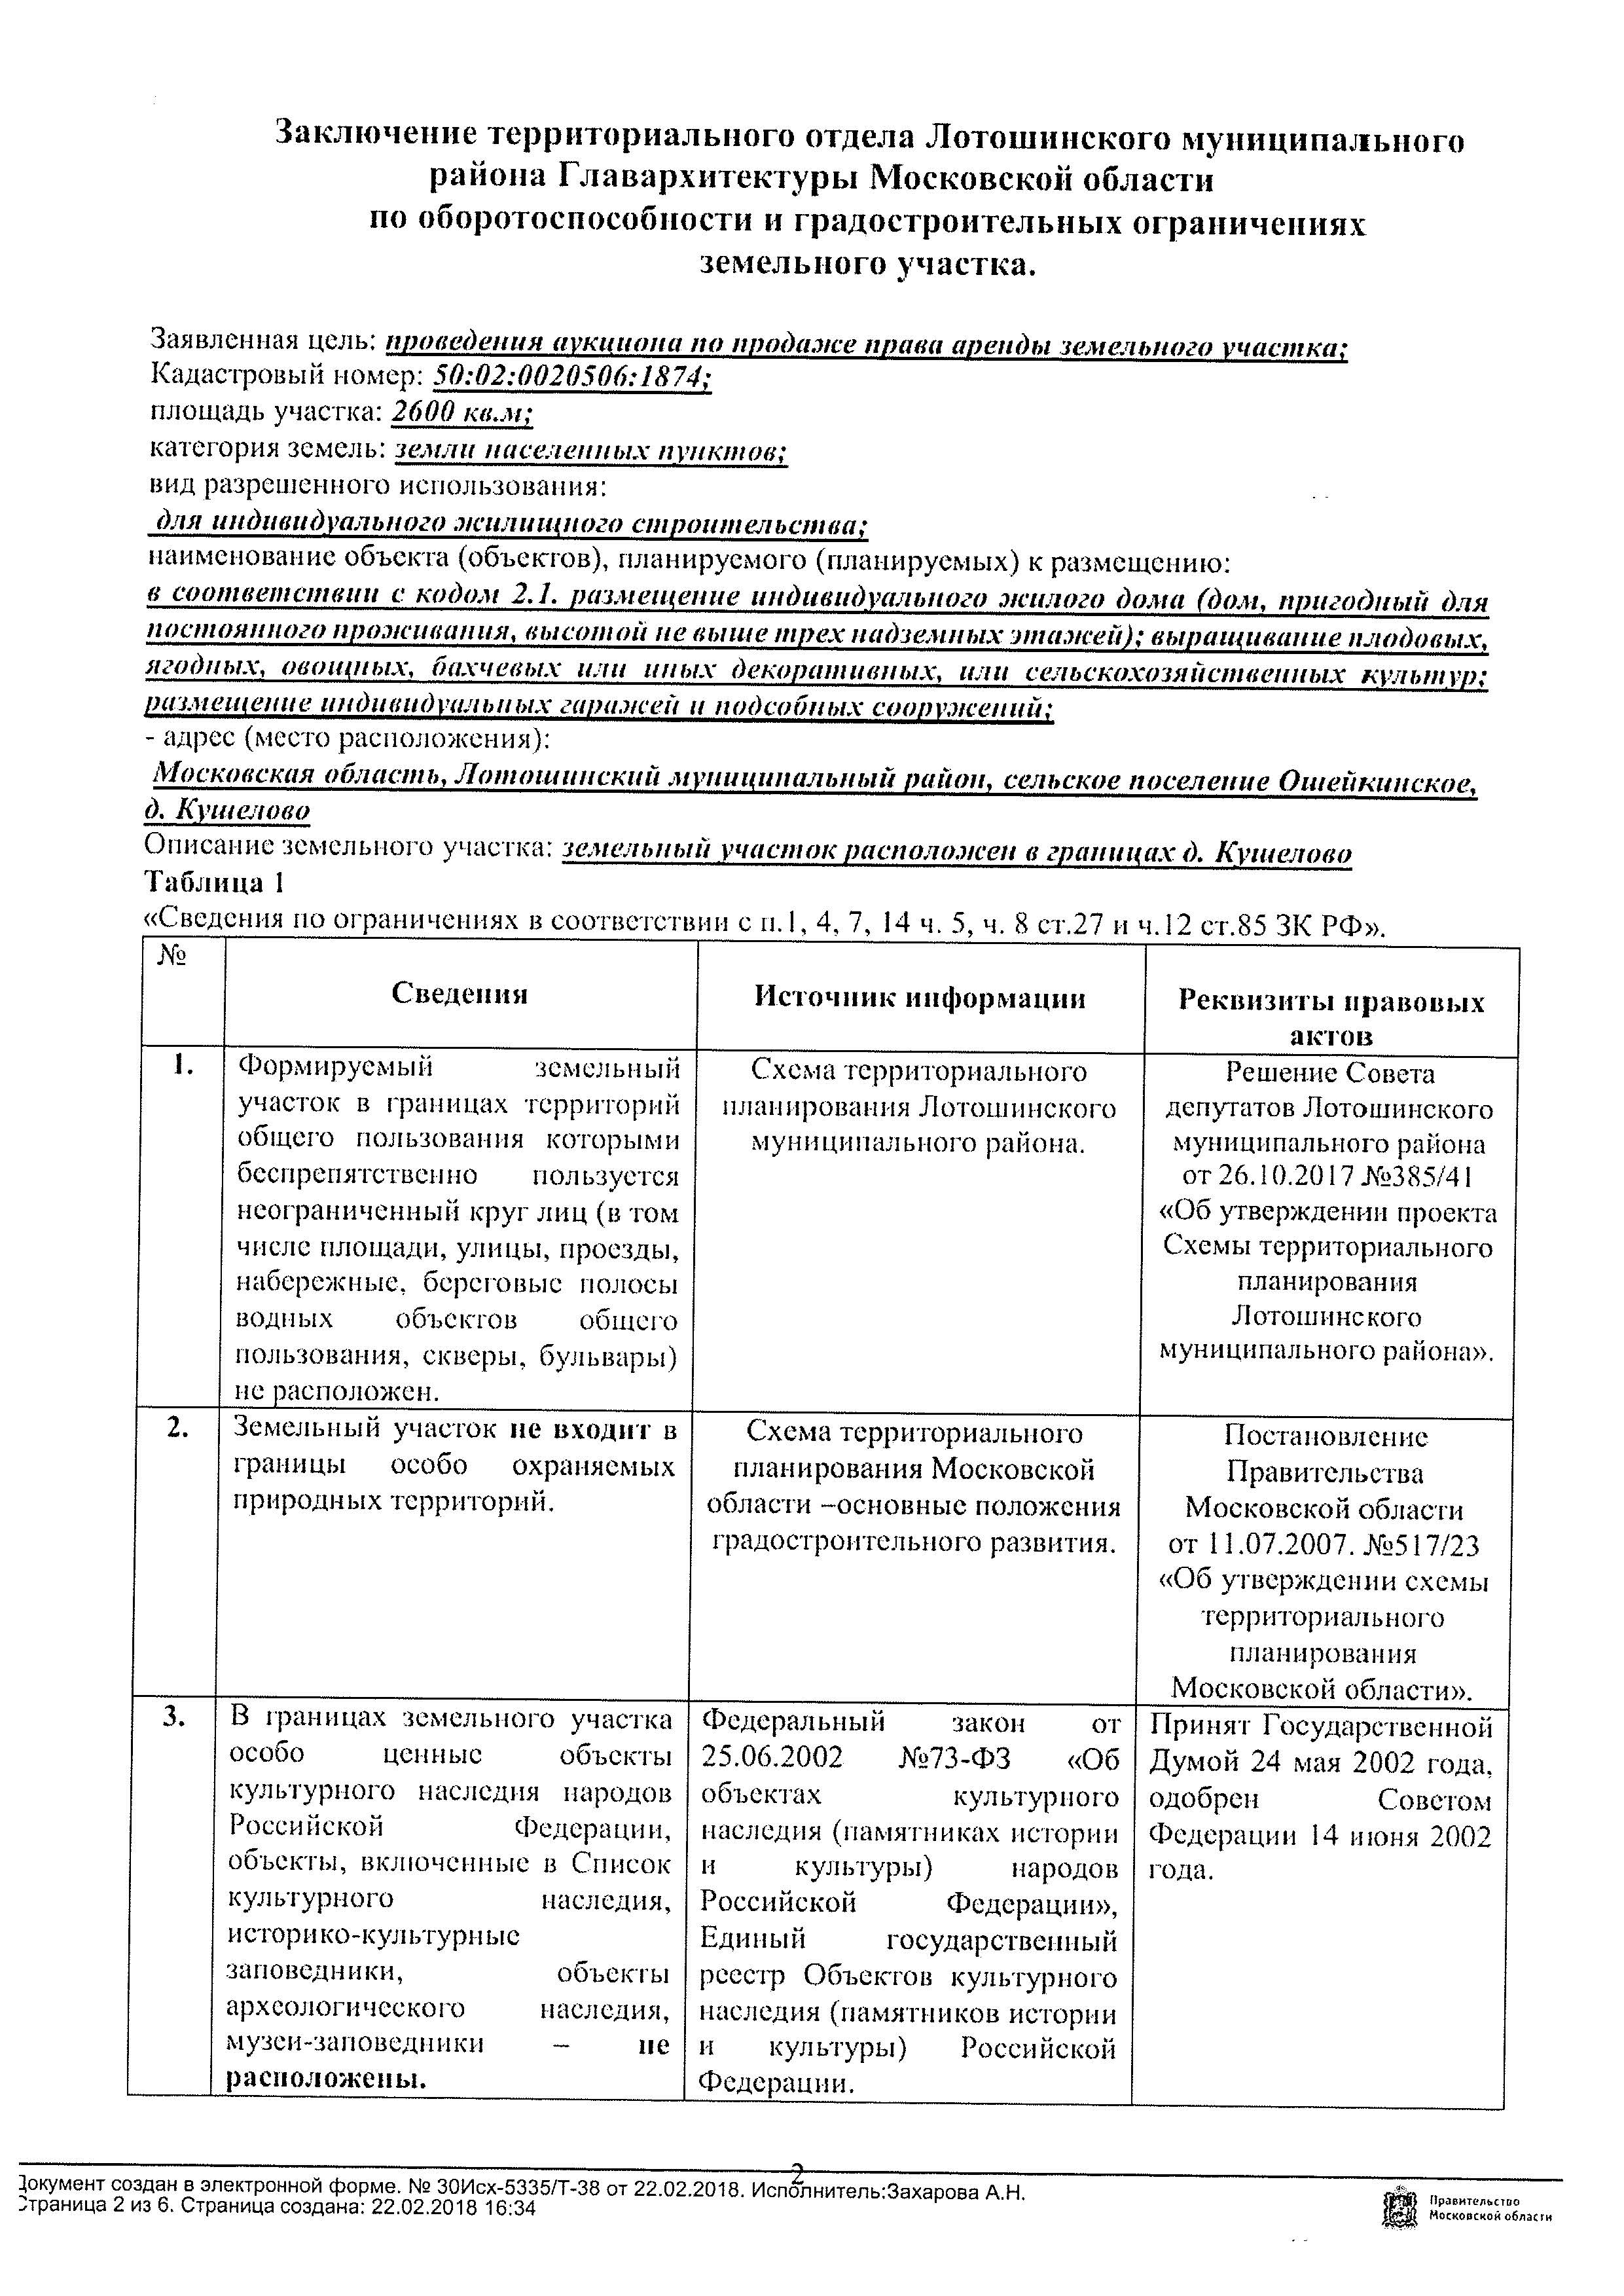 Заключение территориального отдела Лотошинского муниципального
района Главархитектуры Московской области
по оборотоспособности и градостроительных ограничениях
земельного участка.
Заявленная цель: проведения аукциона по продаже права аренды земельного участка;
Кадастровый номер: 50:02:0020506:1874;
площадь участка: 2600 кв.м;
категория земель: земли населенных пунктов;
вид разрешенного использования:
для индивидуального жилищного строительства;
наименование объекта (объектов), планируемого (планируемых) к размещению:
в соответствии с кодом 2.1. размещение индивидуального жилого дома (дом, пригодный для
постоянного проживания, высотой не выше трех надземных этажей); выращивание плодовых,
ягодных, овощных, бахчевых или иных декоративных, или сельскохозяйственных культур;
размещение индивидуальных гаражей и подсобных сооружений;
- адрес (место расположения):
Московская область, Лотошинский муниципальный район, сельское поселение Ошейкинское,
д. Кушелово
Описание земельного участка: земельный участок расположен в границах д. Кушелово
Таблица 1
«Сведения по ограничениях в соответствии с п.1, 4, 7, 14 ч. 5, ч. 8 ст.27 и ч.12 ст.85 ЗК РФ».
№
Сведения
Источник информации
Реквизиты правовых
актов
1.
Формируемый земельный
участок в границах территорий
общего пользования которыми
беспрепятственно пользуется
неограниченный круг лиц (в том
числе площади, улицы, проезды,
набережные, береговые полосы
водных объектов общего
пользования, скверы, бульвары)
не расположен.
Схема территориального
планирования Лотошинского
муниципального района.
Решение Совета
депутатов Лотошинского
муниципального района
от 26.10.2017 №385/41
«Об утверждении проекта
Схемы территориального
планирования
Лотошинского
муниципального района».
2.
Земельный участок не входит в
границы особо охраняемых
природных территорий.
Схема территориального
планирования Московской
области –основные положения
градостроительного развития.
Постановление
Правительства
Московской области
от 11.07.2007. №517/23
«Об утверждении схемы
территориального
планирования
Московской области».
3.
В границах земельного участка
особо ценные объекты
культурного наследия народов
Российской Федерации,
объекты, включенные в Список
культурного наследия,
историко-культурные
заповедники, объекты
археологического наследия,
музеи-заповедники – не
расположены.
Федеральный закон от
25.06.2002 №73-ФЗ «Об
объектах культурного
наследия (памятниках истории
и культуры) народов
Российской Федерации»,
Единый государственный
реестр Объектов культурного
наследия (памятников истории
и культуры) Российской
Федерации.
Принят Государственной
Думой 24 мая 2002 года,
одобрен Советом
Федерации 14 июня 2002
года.
2
Документ создан в электронной форме. № 30Исх-5335/Т-38 от 22.02.2018. Исполнитель:Захарова А.Н.
Страница 2 из 6. Страница создана: 22.02.2018 16:34
Правительство
Московской области